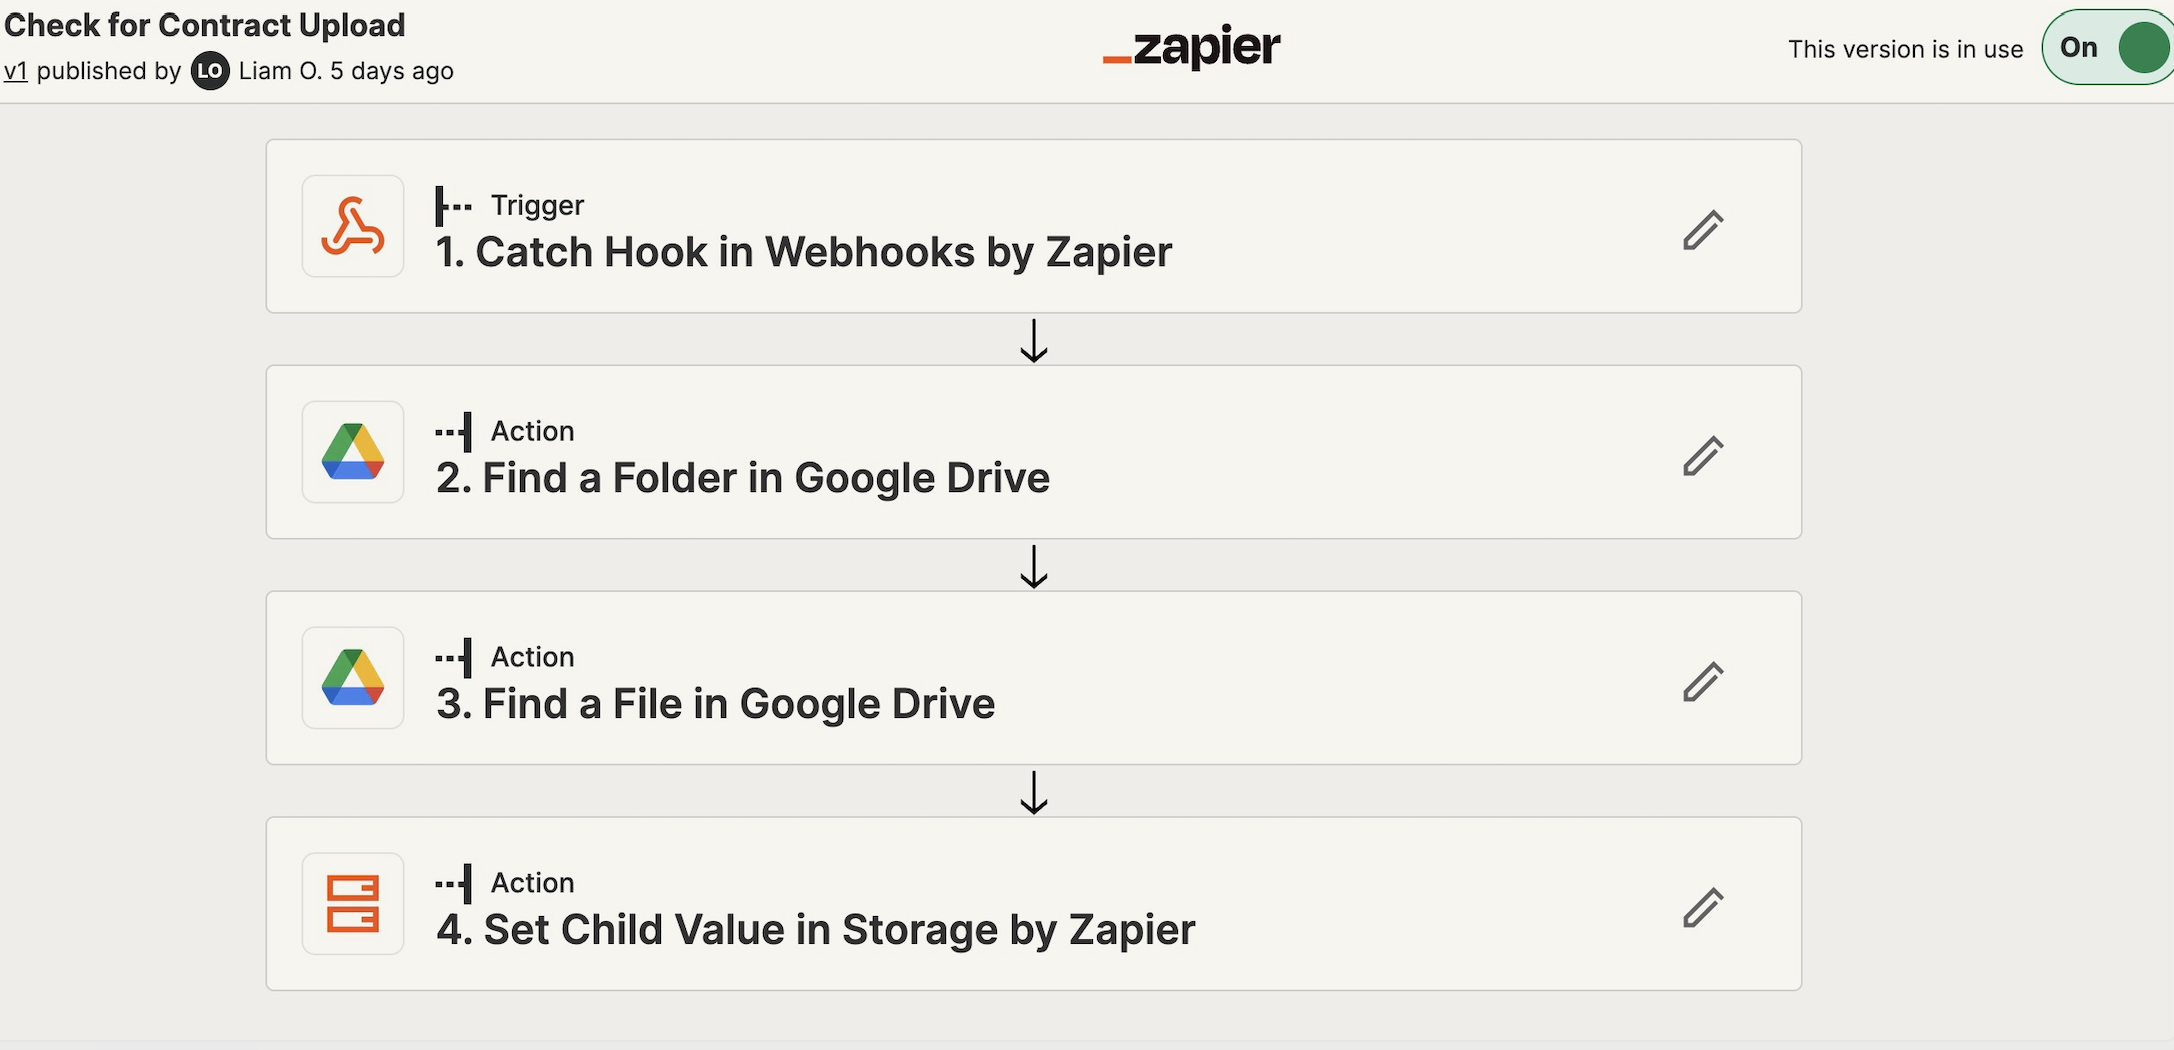 Check for Contract Upload
v1 published by LO Liam O. 5 days ago
zapier
This version is in use
On
Trigger
1. Catch Hook in Webhooks by Zapier
Action
2. Find a Folder in Google Drive
Action
3. Find a File in Google Drive
Action
4. Set Child Value in Storage by Zapier